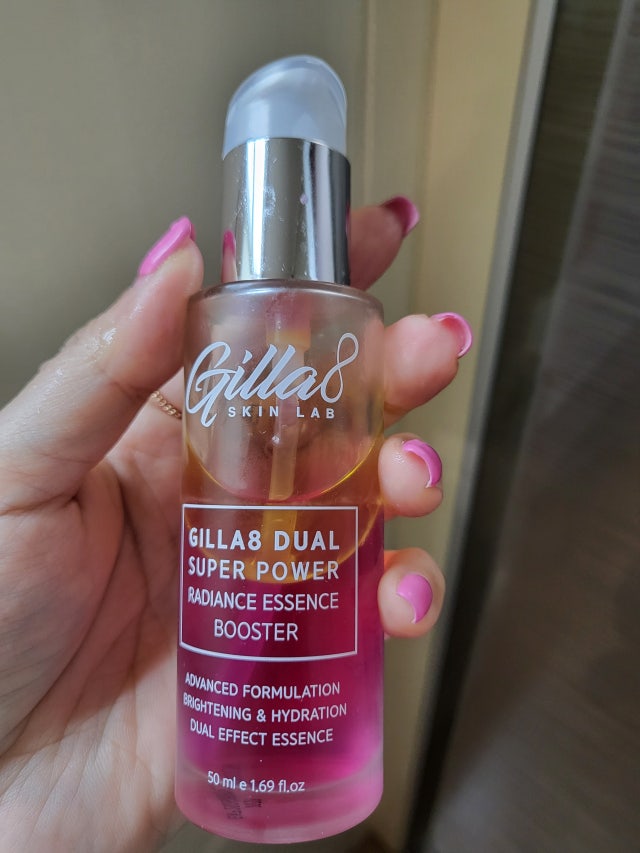 Gilla8
SKIN LAB
GILLA8 DUAL
SUPER POWER
RADIANCE ESSENCE
BOOSTER
ADVANCED FORMULATION
BRIGHTENING & HYDRATION
DUAL EFFECT ESSENCE
50 ml e 1.69 fl.oz